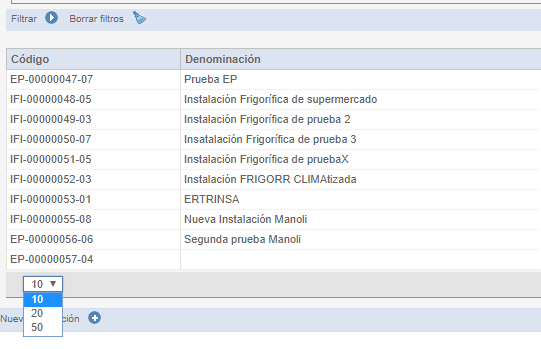 Filtrar Borrar filtros
Código Denominación
EP-00000047-07 Prueba EP
IFI-00000048-05 Instalación Frigorífica de supermercado
IFI-00000049-03 Instalación Frigorífica de prueba 2
IFI-00000050-07 Insatalación Frigorífica de prueba 3
IFI-00000051-05 Instalación Frigorífica de pruebaX
IFI-00000052-03 Instalación FRIGORR CLIMAtizada
IFI-00000053-01 ERTRINSA
IFI-00000055-08 Nueva Instalación Manoli
EP-00000056-06 Segunda prueba Manoli
EP-00000057-04
10
10
20
50